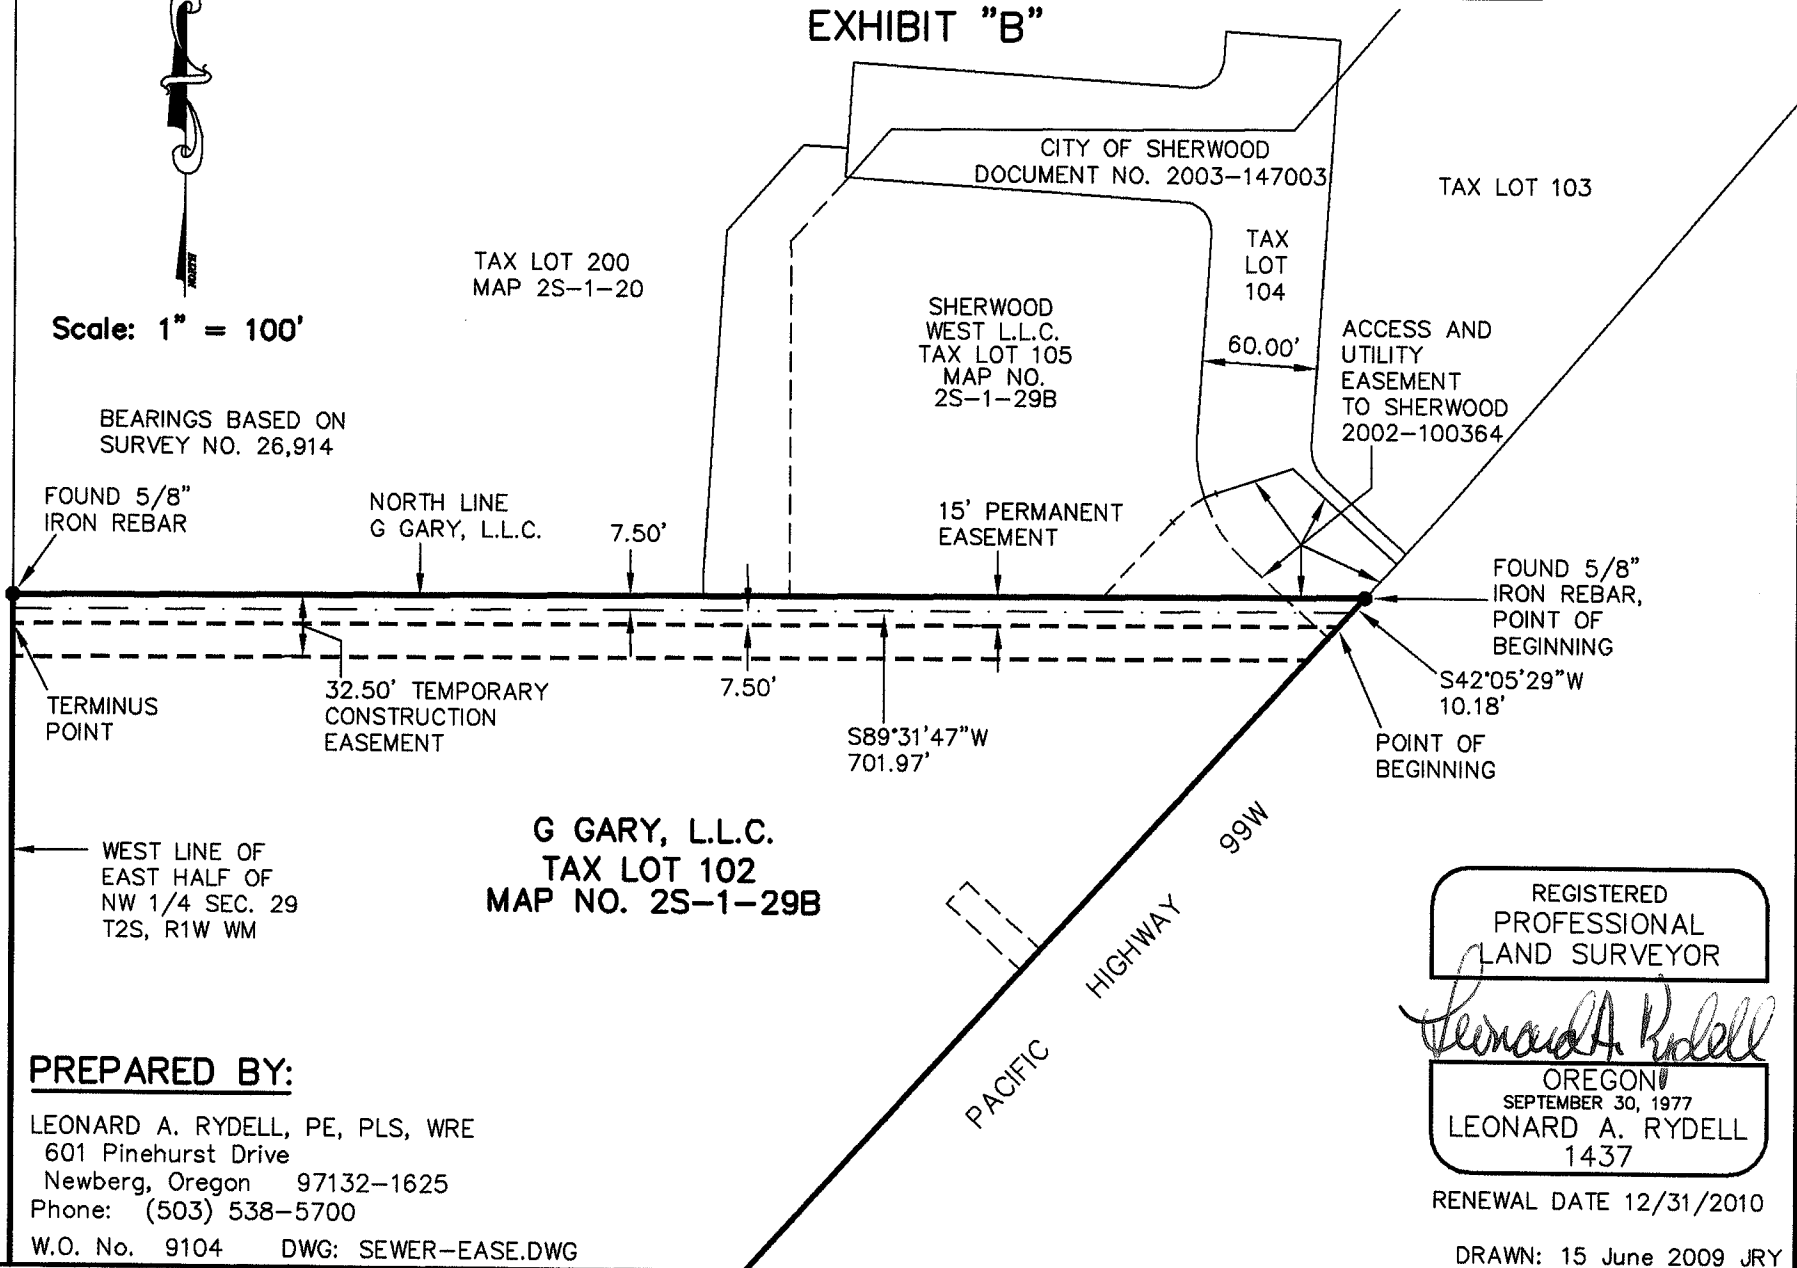 EXHIBIT "B"
NORTH
Scale: 1" = 100'
BEARINGS BASED ON
SURVEY NO. 26,914
FOUND 5/8"
IRON REBAR
NORTH LINE
G GARY, L.L.C.
7.50'
TAX LOT 200
MAP 2S-1-20
CITY OF SHERWOOD
DOCUMENT NO. 2003-147003
TAX LOT 103
TAX
LOT
104
SHERWOOD
WEST L.L.C.
TAX LOT 105
MAP NO.
2S-1-29B
60.00'
ACCESS AND
UTILITY
EASEMENT
TO SHERWOOD
2002-100364
15' PERMANENT
EASEMENT
FOUND 5/8"
IRON REBAR,
POINT OF
BEGINNING
S42°05'29"W
10.18'
POINT OF
BEGINNING
TERMINUS
POINT
32.50' TEMPORARY
CONSTRUCTION
EASEMENT
7.50'
S89°31'47"W
701.97'
WEST LINE OF
EAST HALF OF
NW 1/4 SEC. 29
T2S, R1W WM
G GARY, L.L.C.
TAX LOT 102
MAP NO. 2S-1-29B
PACIFIC HIGHWAY 99W
REGISTERED
PROFESSIONAL
LAND SURVEYOR
Leonard A. Rydell
OREGON
SEPTEMBER 30, 1977
LEONARD A. RYDELL
1437
RENEWAL DATE 12/31/2010
DRAWN: 15 June 2009 JRY
PREPARED BY:
LEONARD A. RYDELL, PE, PLS, WRE
601 Pinehurst Drive
Newberg, Oregon 97132-1625
Phone: (503) 538-5700
W.O. No. 9104 DWG: SEWER-EASE.DWG